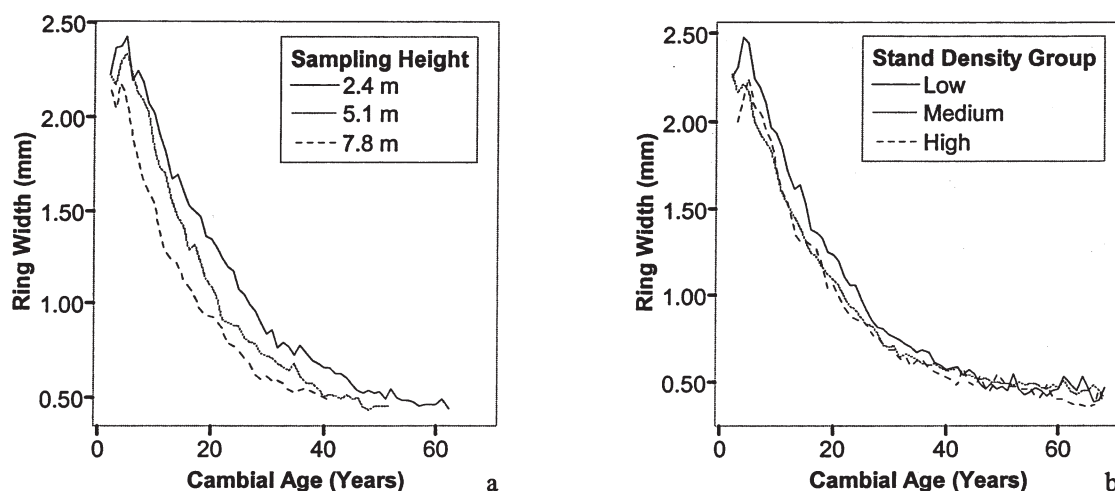 2.50
2.00
1.50
1.00
0.50
Ring Width (mm)
Sampling Height
2.4 m
5.1 m
7.8 m
0
20
40
60
Cambial Age (Years)
a
2.50
2.00
1.50
1.00
0.50
Ring Width (mm)
Stand Density Group
Low
Medium
High
0
20
40
60
Cambial Age (Years)
b